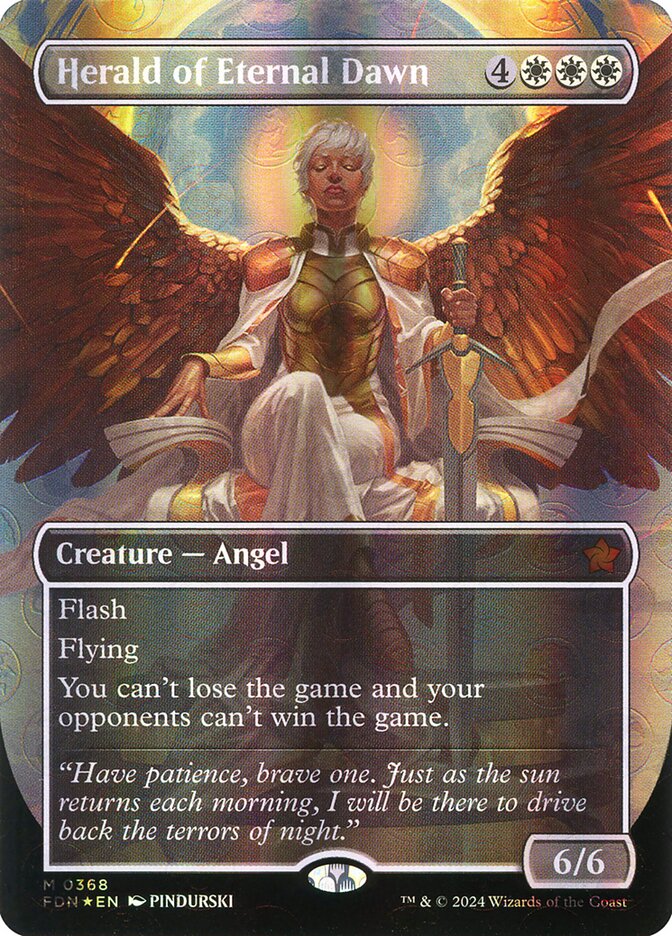 Herald of Eternal Dawn 4
Creature — Angel
Flash
Flying
You can't lose the game and your
opponents can't win the game.
“Have patience, brave one. Just as the sun
returns each morning, I will be there to drive
back the terrors of night.”
6/6
M 0368
FDN★EN PINDURSKI
™ & © 2024 Wizards of the Coast